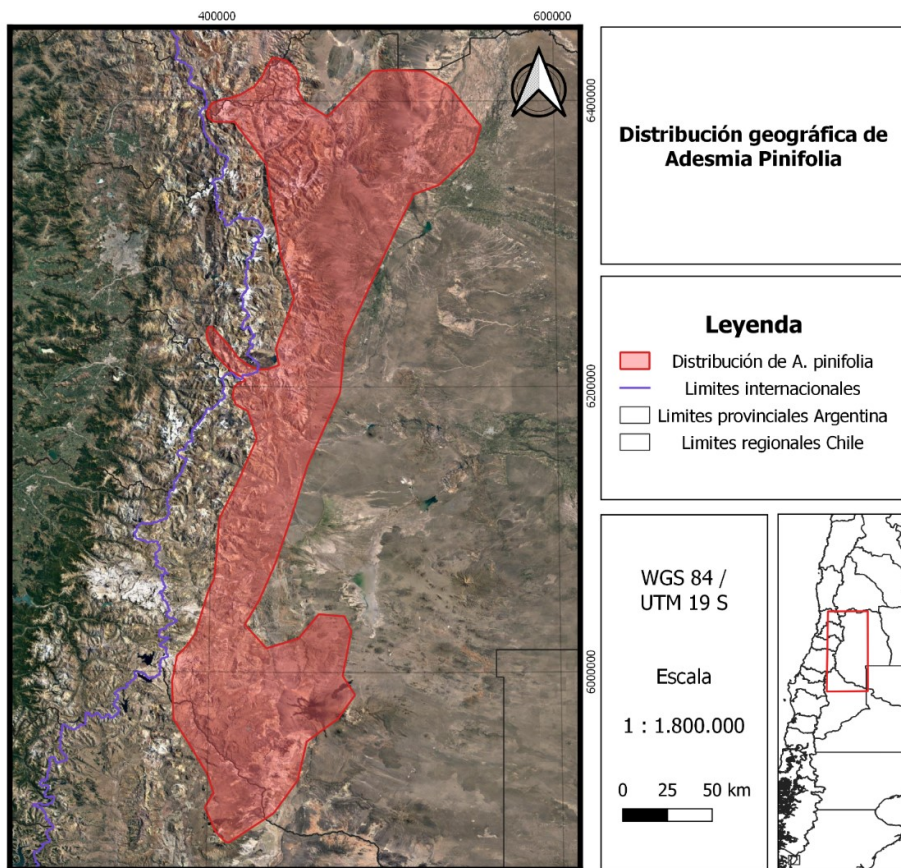 400000
600000
6400000
6200000
6000000
Distribución geográfica de
Adesmia Pinifolia
Leyenda
Distribución de A. pinifolia
Limites internacionales
Limites provinciales Argentina
Limites regionales Chile
WGS 84 /
UTM 19 S
Escala
1 : 1.800.000
0 25 50 km